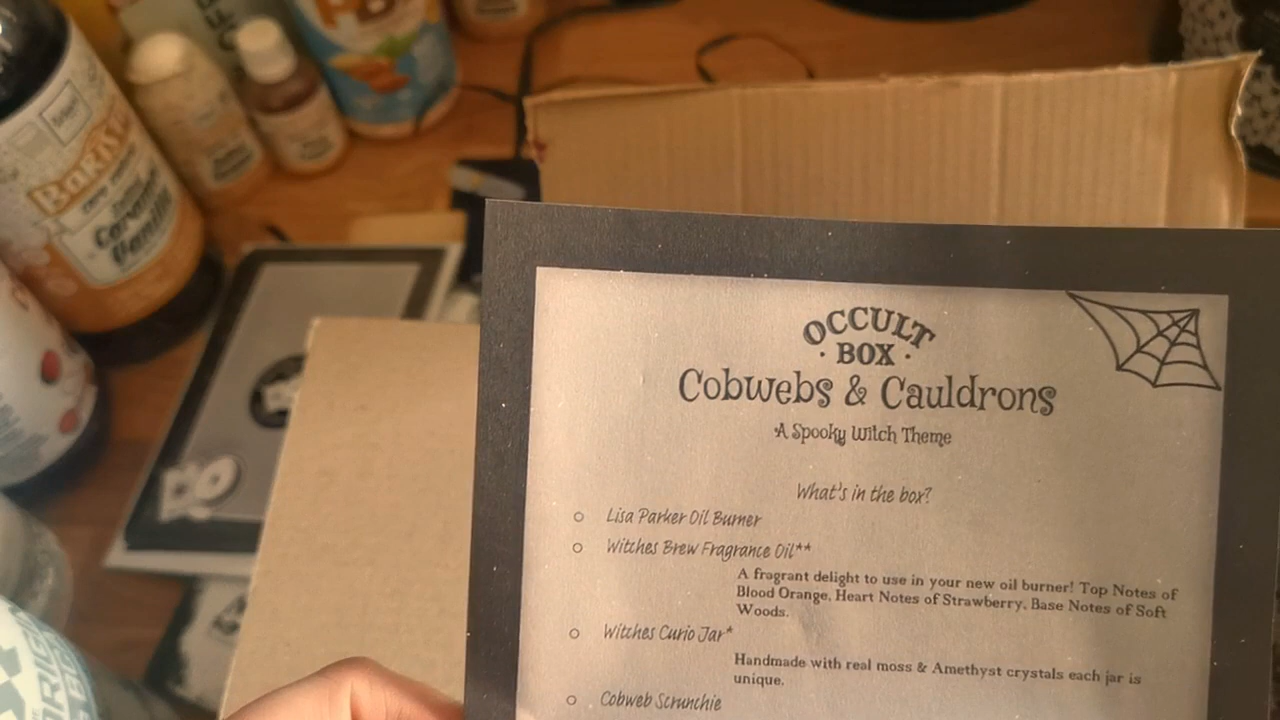 Barista
Caramel
Vanilla
OCCULT
· BOX ·
Cobwebs & Cauldrons
A Spooky Witch Theme
What's in the box?
Lisa Parker Oil Burner
Witches Brew Fragrance Oil**
A fragrant delight to use in your new oil burner! Top Notes of
Blood Orange, Heart Notes of Strawberry, Base Notes of Soft
Woods.
Witches Curio Jar*
Handmade with real moss & Amethyst crystals each jar is
unique.
Cobweb Scrunchie